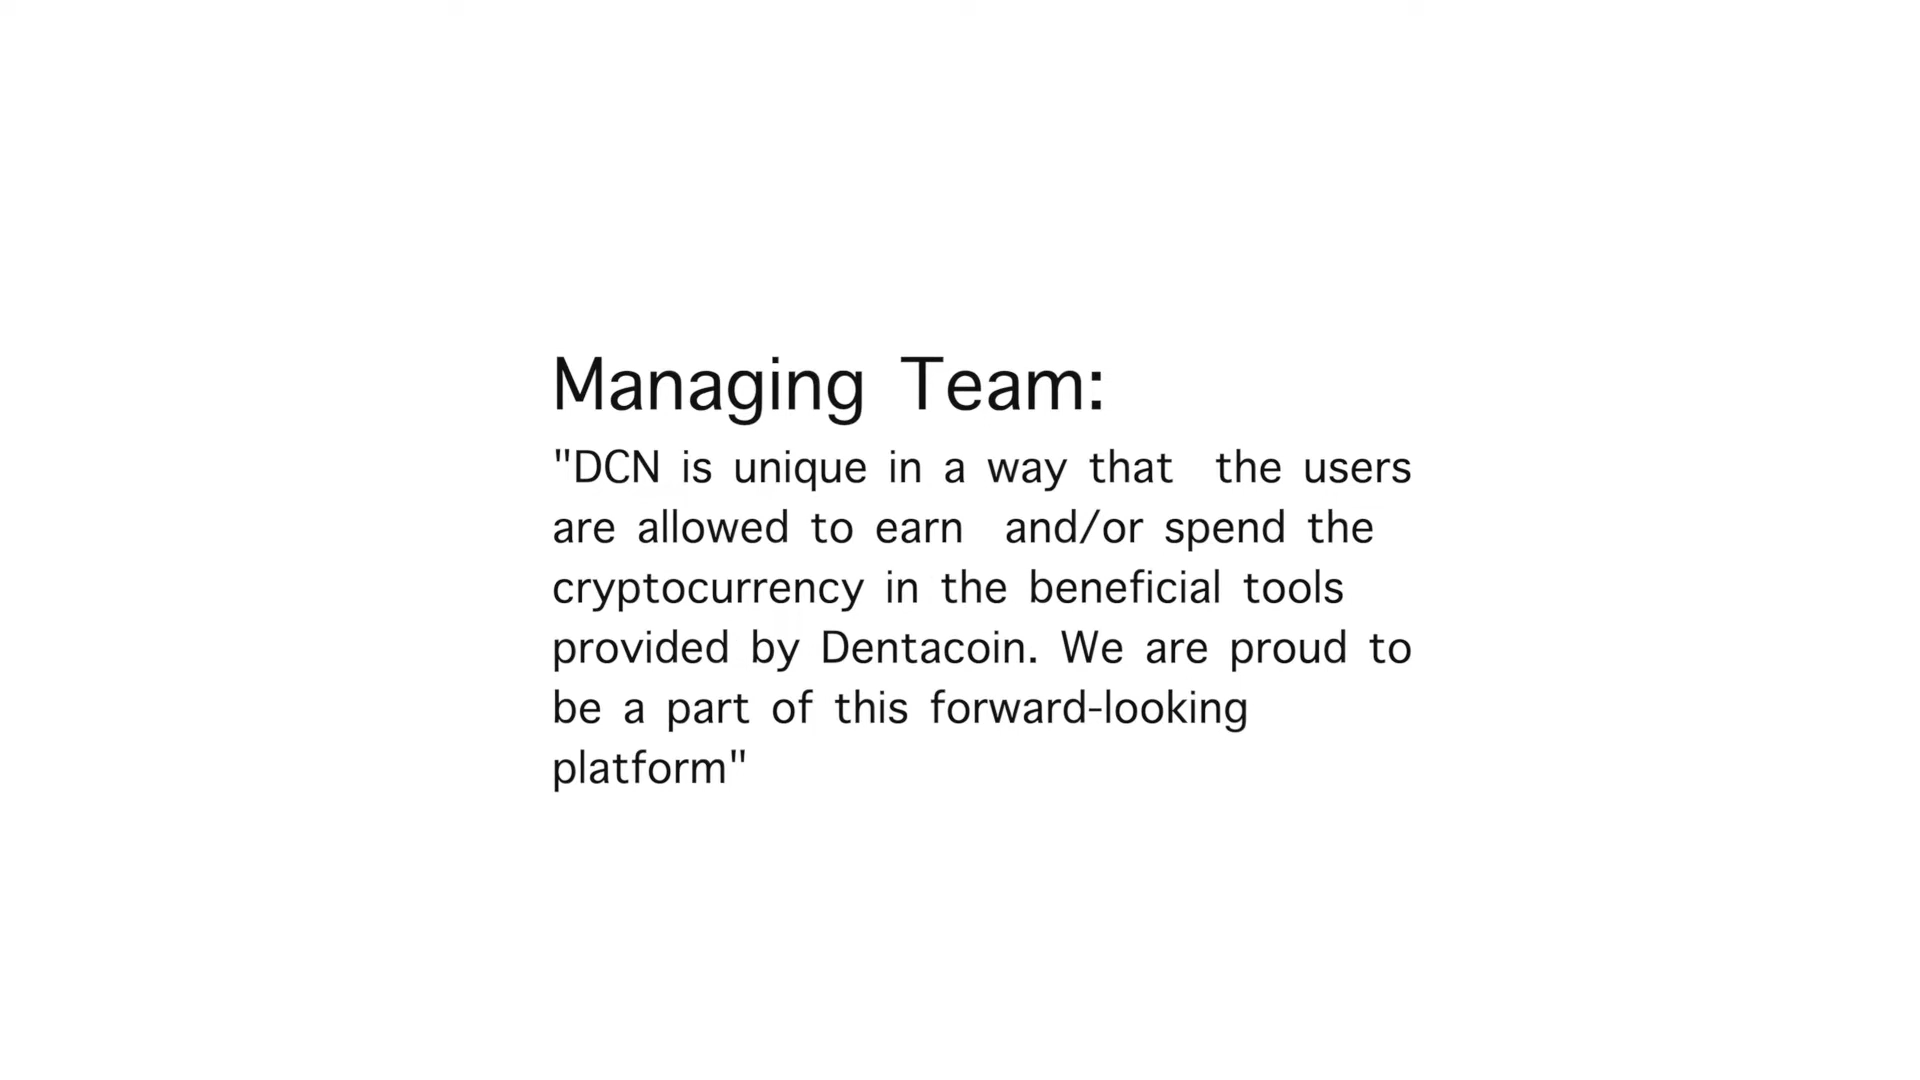 Managing Team:
"DCN is unique in a way that  the users
are allowed to earn  and/or spend the
cryptocurrency in the beneficial tools
provided by Dentacoin. We are proud to
be a part of this forward-looking
platform"